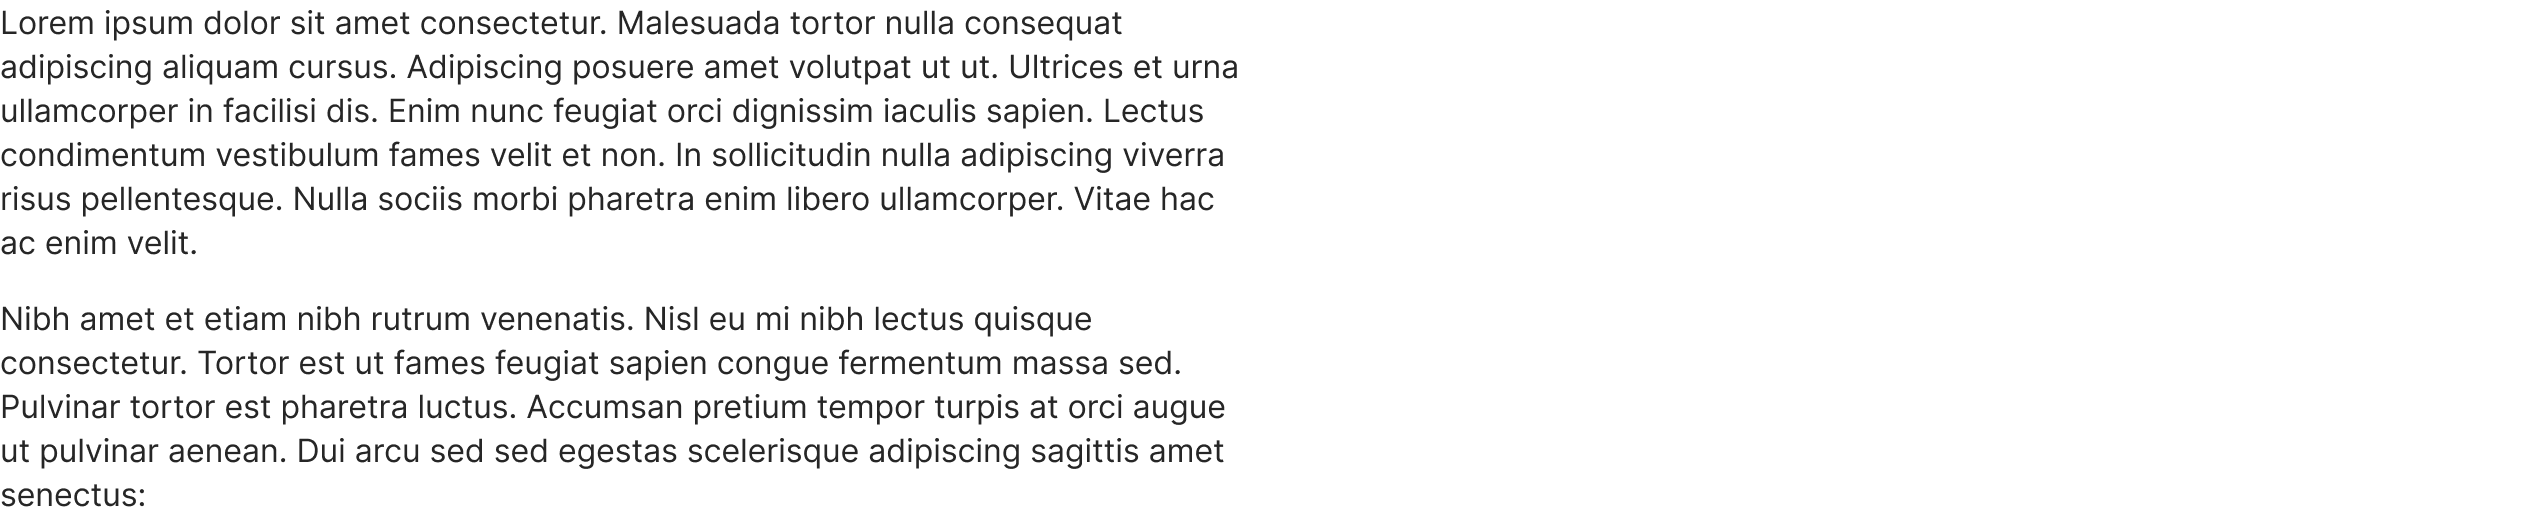 Lorem ipsum dolor sit amet consectetur. Malesuada tortor nulla consequat
adipiscing aliquam cursus. Adipiscing posuere amet volutpat ut ut. Ultrices et urna
ullamcorper in facilisi dis. Enim nunc feugiat orci dignissim iaculis sapien. Lectus
condimentum vestibulum fames velit et non. In sollicitudin nulla adipiscing viverra
risus pellentesque. Nulla sociis morbi pharetra enim libero ullamcorper. Vitae hac
ac enim velit.
Nibh amet et etiam nibh rutrum venenatis. Nisl eu mi nibh lectus quisque
consectetur. Tortor est ut fames feugiat sapien congue fermentum massa sed.
Pulvinar tortor est pharetra luctus. Accumsan pretium tempor turpis at orci augue
ut pulvinar aenean. Dui arcu sed sed egestas scelerisque adipiscing sagittis amet
senectus: